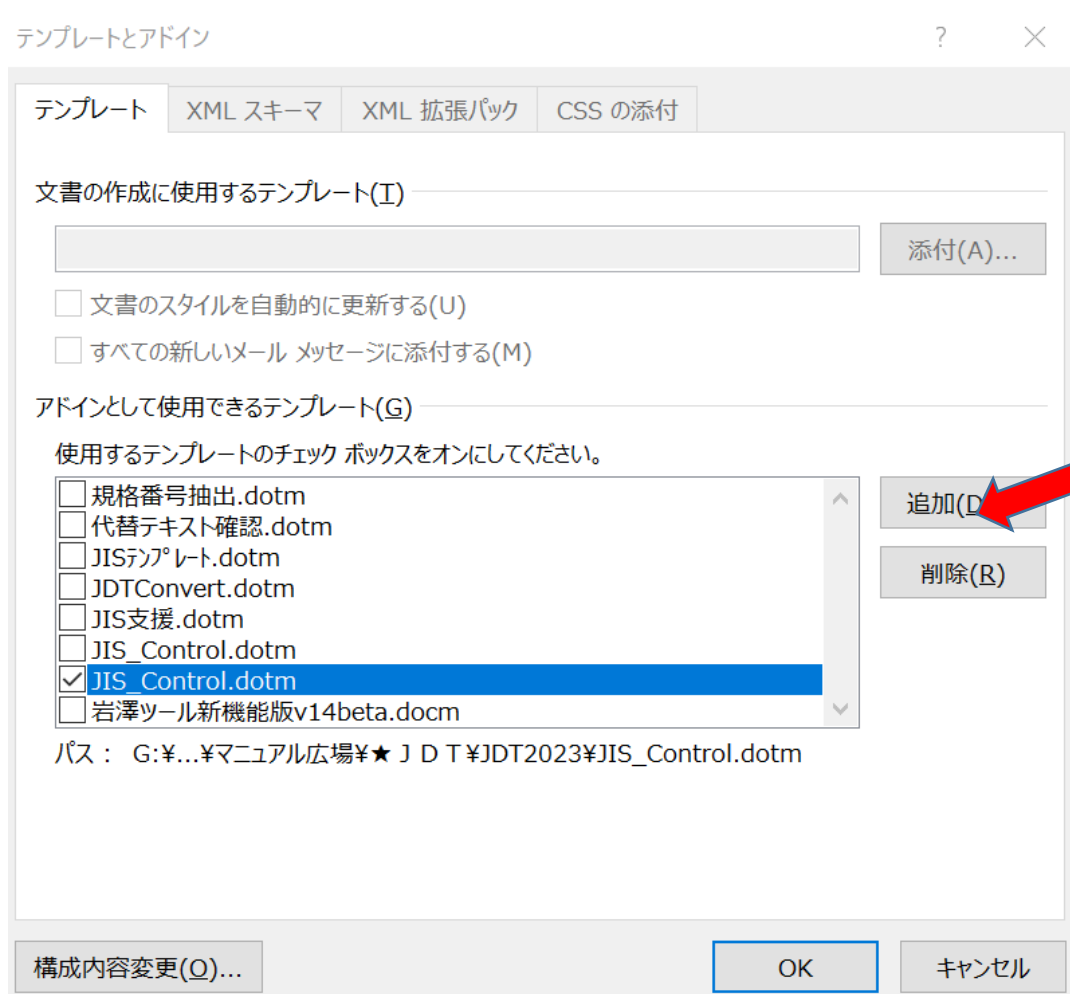 テンプレートとアドイン ? ×
テンプレート XML スキーマ XML 拡張パック CSS の添付
文書の作成に使用するテンプレート(T)
添付(A)...
文書のスタイルを自動的に更新する(U)
すべての新しいメール メッセージに添付する(M)
アドインとして使用できるテンプレート(G)
使用するテンプレートのチェック ボックスをオンにしてください。
規格番号抽出.dotm
追加(D
代替テキスト確認.dotm
JISﾃﾝﾌﾟﾚｰﾄ.dotm
削除(R)
JDTConvert.dotm
JIS支援.dotm
JIS_Control.dotm
JIS_Control.dotm
岩澤ツール新機能版v14beta.docm
パス： G:¥...¥マニュアル広場¥★ＪＤＴ¥JDT2023¥JIS_Control.dotm
構成内容変更(O)... OK キャンセル